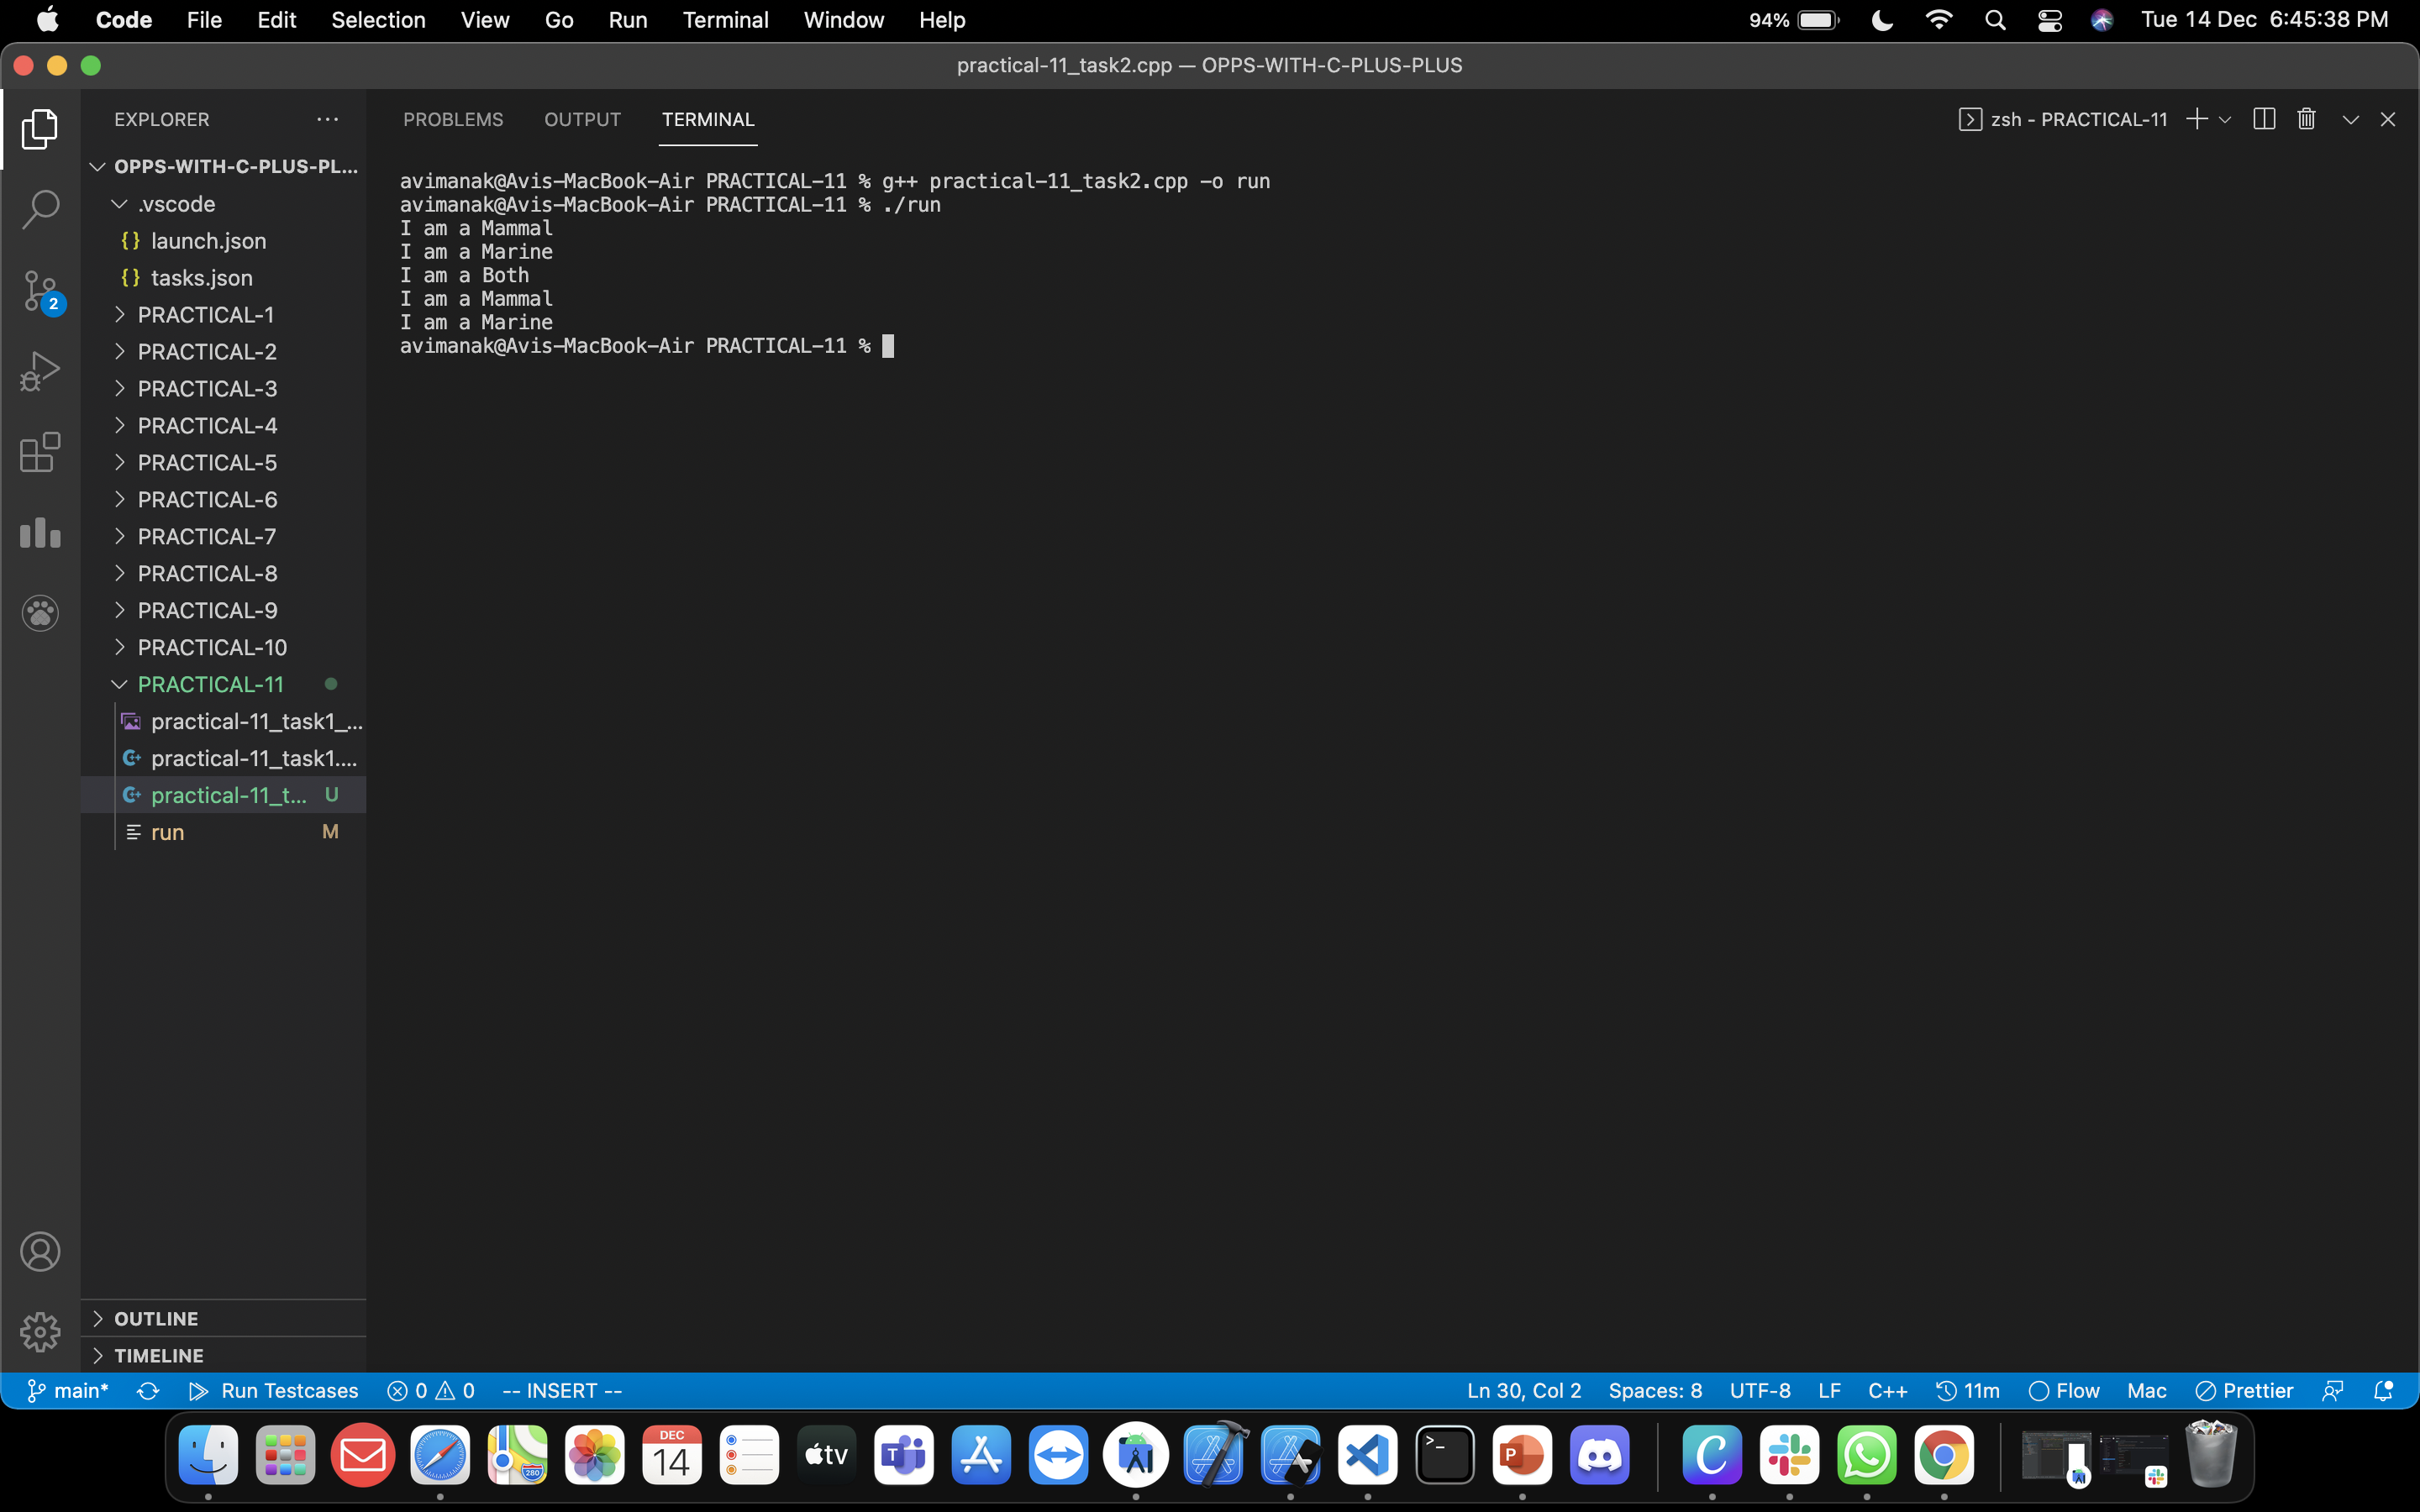 Code File Edit Selection View Go Run Terminal Window Help 94% Tue 14 Dec 6:45:38 PM
practical-11_task2.cpp — OPPS-WITH-C-PLUS-PLUS
EXPLORER
OPPS-WITH-C-PLUS-PL...
.vscode
{} launch.json
{} tasks.json
PRACTICAL-1
PRACTICAL-2
PRACTICAL-3
PRACTICAL-4
PRACTICAL-5
PRACTICAL-6
PRACTICAL-7
PRACTICAL-8
PRACTICAL-9
PRACTICAL-10
PRACTICAL-11
practical-11_task1_...
practical-11_task1....
practical-11_t... U
run M
OUTLINE
TIMELINE
2
PROBLEMS OUTPUT TERMINAL zsh - PRACTICAL-11
avimanak@Avis-MacBook-Air PRACTICAL-11 % g++ practical-11_task2.cpp -o run
avimanak@Avis-MacBook-Air PRACTICAL-11 % ./run
I am a Mammal
I am a Marine
I am a Both
I am a Mammal
I am a Marine
avimanak@Avis-MacBook-Air PRACTICAL-11 %
main* Run Testcases 0 0 -- INSERT -- Ln 30, Col 2 Spaces: 8 UTF-8 LF C++ 11m Flow Mac Prettier
280 DEC 14 tv T >_ P C